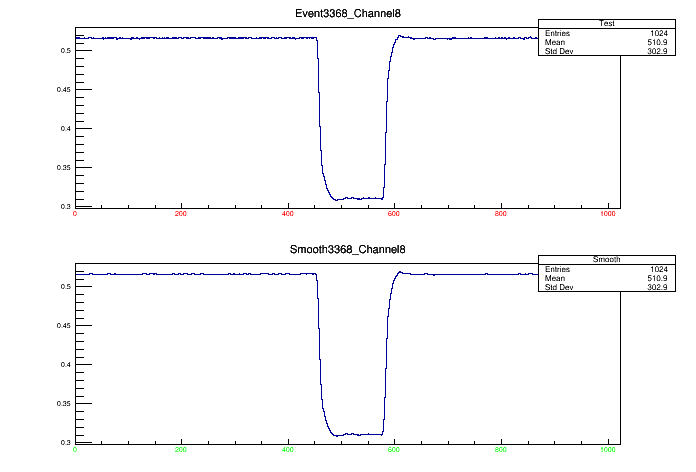 Event3368_Channel8
Test
Entries 1024
Mean 510.9
Std Dev 302.9
0.5
0.45
0.4
0.35
0.3
0 200 400 600 800 1000
Smooth3368_Channel8
Smooth
Entries 1024
Mean 510.9
Std Dev 302.9
0.5
0.45
0.4
0.35
0.3
0 200 400 600 800 1000